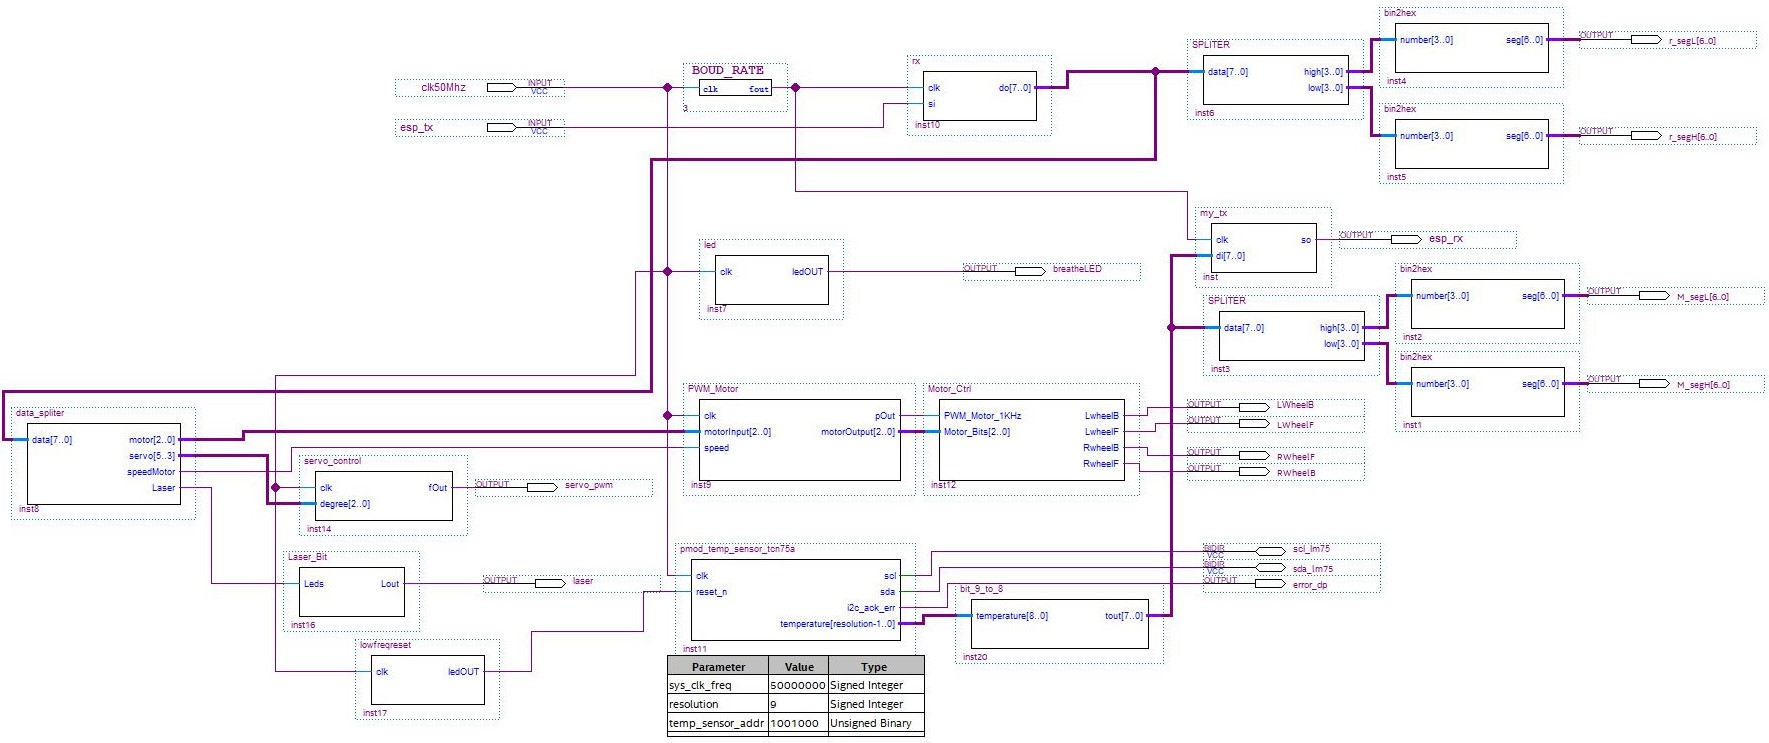 clk50Mhz
INPUT
VCC
esp_tx
INPUT
VCC
BOUD_RATE
clk fout
3
rx
clk do[7..0]
si
inst10
SPLITER
data[7..0] high[3..0]
low[3..0]
inst6
bin2hex
number[3..0] seg[6..0]
inst4
OUTPUT r_segL[6..0]
bin2hex
number[3..0] seg[6..0]
inst5
OUTPUT r_segH[6..0]
my_tx
clk so
di[7..0]
inst
OUTPUT esp_rx
led
clk ledOUT
inst7
OUTPUT breatheLED
SPLITER
data[7..0] high[3..0]
low[3..0]
inst3
bin2hex
number[3..0] seg[6..0]
inst2
OUTPUT M_segL[6..0]
bin2hex
number[3..0] seg[6..0]
inst1
OUTPUT M_segH[6..0]
data_spliter
data[7..0] motor[2..0]
servo[5..3]
speedMotor
Laser
inst8
servo_control
clk fOut
degree[2..0]
inst14
OUTPUT servo_pwm
PWM_Motor
clk pOut
motorInput[2..0] motorOutput[2..0]
speed
inst9
Motor_Ctrl
PWM_Motor_1KHz LwheelB
Motor_Bits[2..0] LwheelF
RwheelB
RwheelF
inst12
OUTPUT LWheelB
OUTPUT LWheelF
OUTPUT RWheelF
OUTPUT RWheelB
Laser_Bit
Leds Lout
inst16
OUTPUT laser
lowfreqreset
clk ledOUT
inst17
pmod_temp_sensor_tcn75a
clk scl
reset_n sda
i2c_ack_err
temperature[resolution-1..0]
inst11
BIDIR
VCC
scl_lm75
BIDIR
VCC
sda_lm75
OUTPUT error_dp
bit_9_to_8
temperature[8..0] tout[7..0]
inst20
Parameter Value Type
sys_clk_freq 50000000 Signed Integer
resolution 9 Signed Integer
temp_sensor_addr 1001000 Unsigned Binary